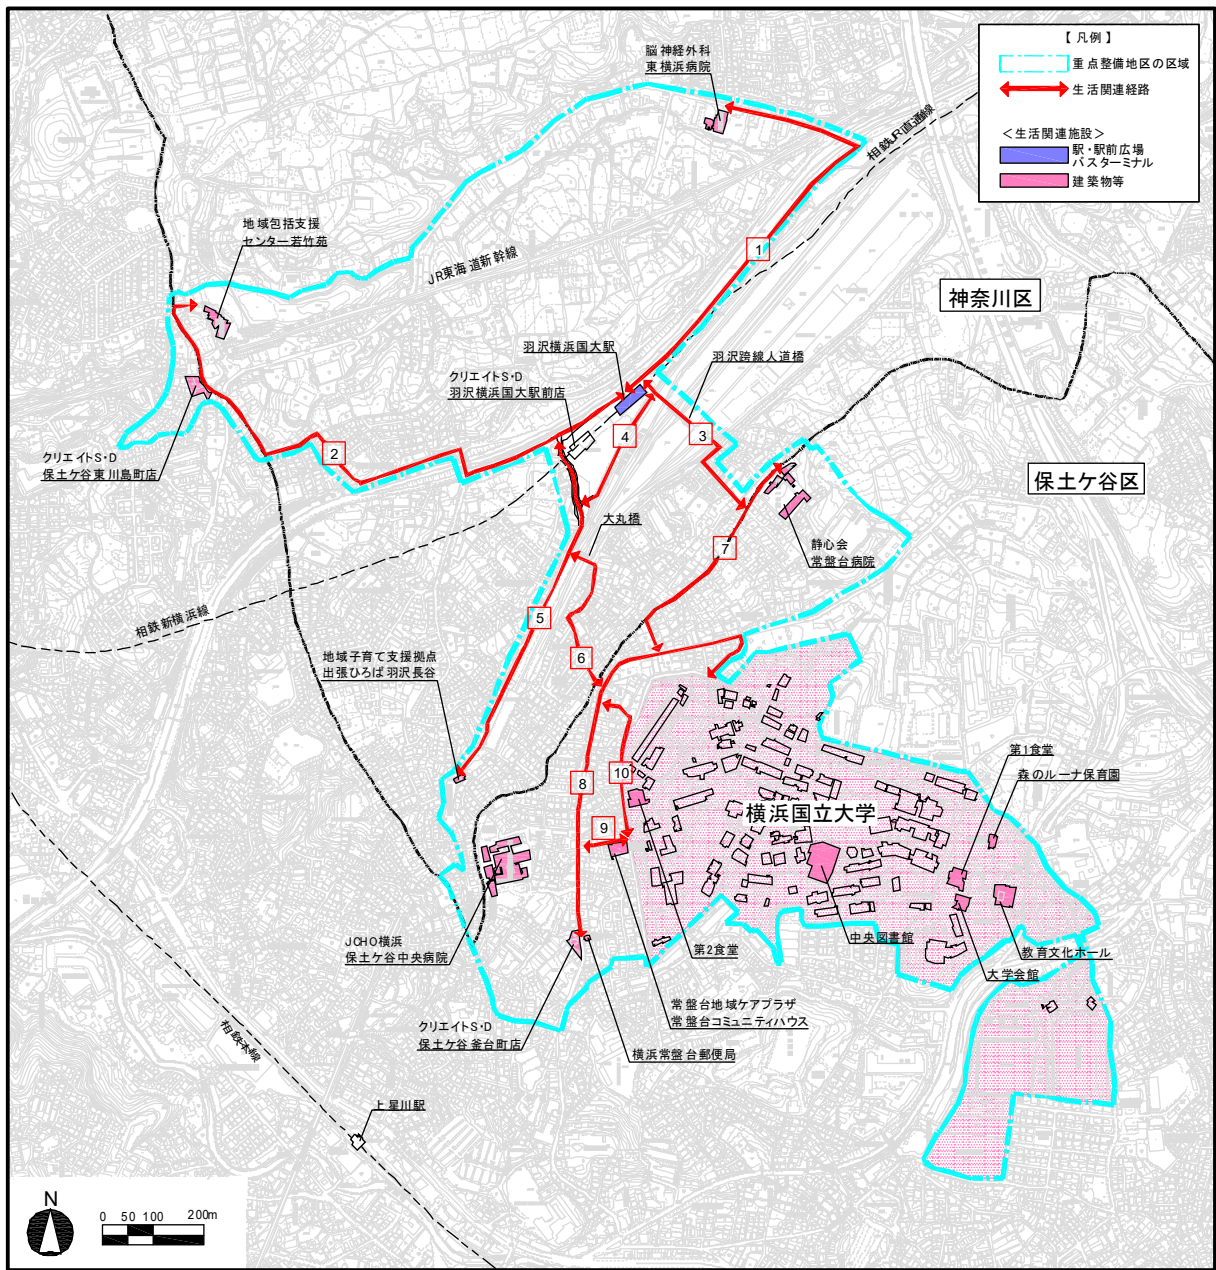 【 凡例 】
重点整備地区の区域
生活関連経路
＜生活関連施設＞
駅・駅前広場
バスターミナル
建築物等
脳神経外科
東横浜病院
相鉄JR直通線
地域包括支援
センター若竹苑
JR東海道新幹線
1
神奈川区
羽沢横浜国大駅
羽沢跨線人道橋
クリエイトS・D
羽沢横浜国大駅前店
4
3
2
クリエイトS・D
保土ケ谷東川島町店
保土ケ谷区
大丸橋
7
静心会
常盤台病院
相鉄新横浜線
5
6
地域子育て支援拠点
出張ひろば羽沢長谷
第1食堂
森のルーナ保育園
10
8
横浜国立大学
9
JCHO横浜
保土ケ谷中央病院
第2食堂
中央図書館
教育文化ホール
大学会館
常盤台地域ケアプラザ
常盤台コミュニティハウス
クリエイトS・D
保土ケ谷釜台町店
横浜常盤台郵便局
相鉄本線
上星川駅
N
0 50 100 200m